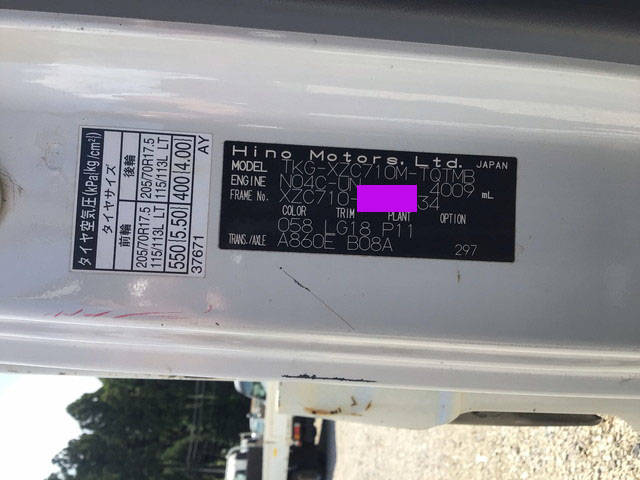 Hino Motors, Ltd. JAPAN
MODEL TKG-XZC710M-TQTMB
ENGINE N04C-UN 4009 mL
FRAME No. XZC710- 34
COLOR TRIM PLANT OPTION
058 LG18 P11
TRANS./AXLE A860E B08A 297
タイヤ空気圧(kPa{kg/cm²})
タイヤサイズ
前輪 後輪
205/70R17.5 205/70R17.5
115/113L LT 115/113L LT
550 5.50 400 4.00
37671 AY